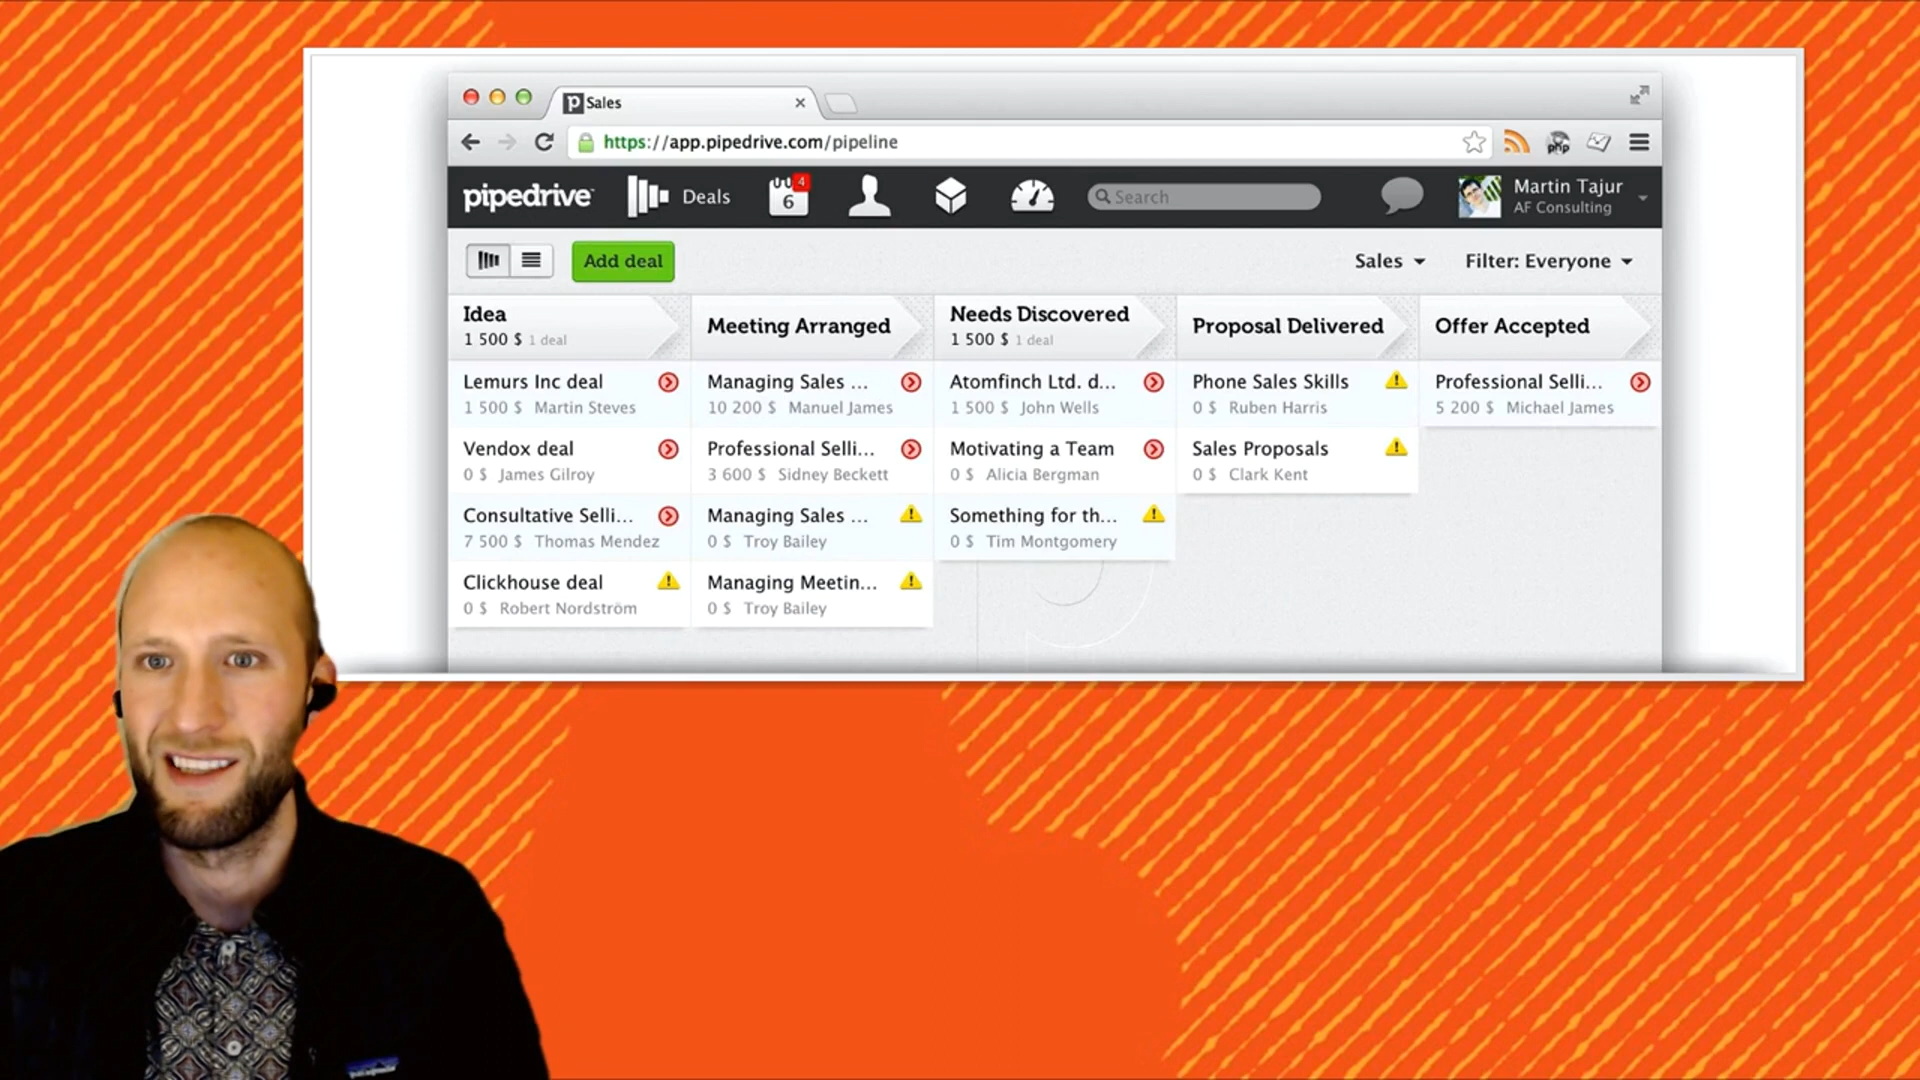 Sales
https://app.pipedrive.com/pipeline
php
pipedrive
Deals
4
6
Search
Martin Tajur
AF Consulting
Add deal
Sales
Filter: Everyone
Idea
1 500 $ 1 deal
Meeting Arranged
Needs Discovered
1 500 $ 1 deal
Proposal Delivered
Offer Accepted
Lemurs Inc deal
1 500 $ Martin Steves
Vendox deal
0 $ James Gilroy
Consultative Selli...
7 500 $ Thomas Mendez
Clickhouse deal
0 $ Robert Nordström
Managing Sales ...
10 200 $ Manuel James
Professional Selli...
3 600 $ Sidney Beckett
Managing Sales ...
0 $ Troy Bailey
Managing Meetin...
0 $ Troy Bailey
Atomfinch Ltd. d...
1 500 $ John Wells
Motivating a Team
0 $ Alicia Bergman
Something for th...
0 $ Tim Montgomery
Phone Sales Skills
0 $ Ruben Harris
Sales Proposals
0 $ Clark Kent
Professional Selli...
5 200 $ Michael James
patagonia